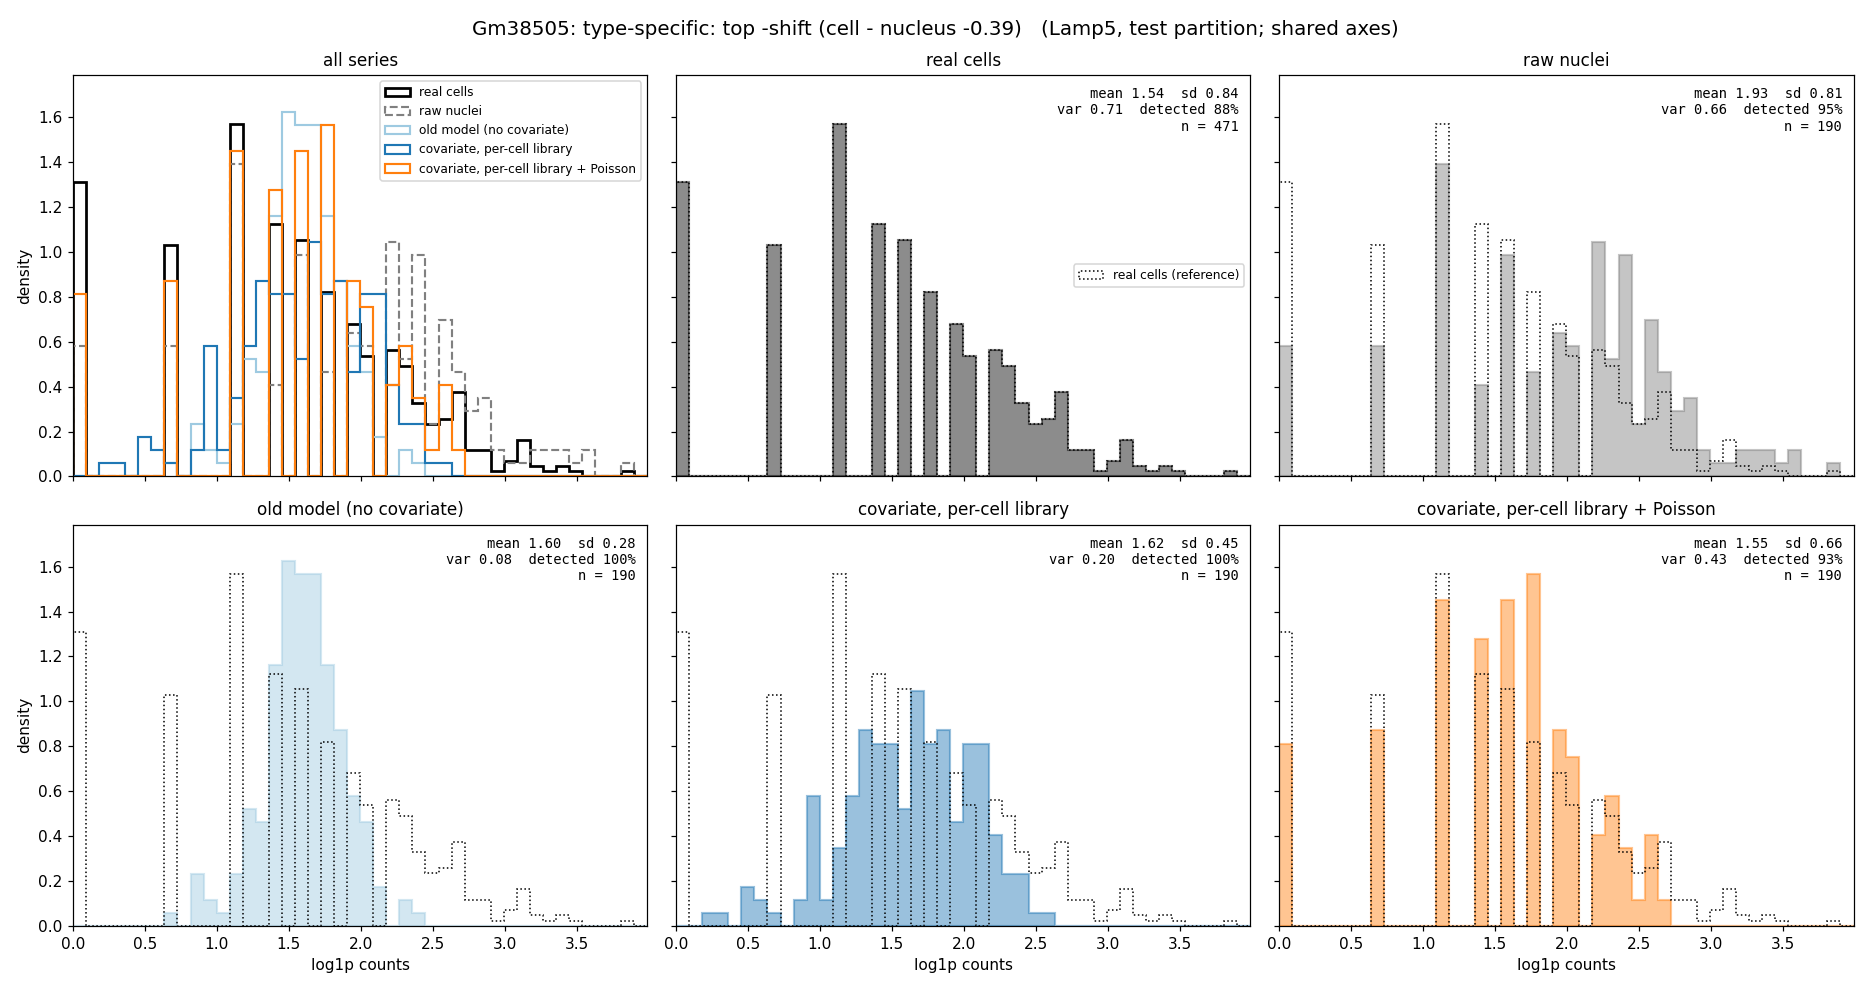 Gm38505: type-specific: top -shift (cell - nucleus -0.39)   (Lamp5, test partition; shared axes)
all series
real cells
raw nuclei
old model (no covariate)
covariate, per-cell library
covariate, per-cell library + Poisson
density
0.0
0.2
0.4
0.6
0.8
1.0
1.2
1.4
1.6
real cells
mean 1.54  sd 0.84
var 0.71  detected 88%
n = 471
real cells (reference)
raw nuclei
mean 1.93  sd 0.81
var 0.66  detected 95%
n = 190
old model (no covariate)
mean 1.60  sd 0.28
var 0.08  detected 100%
n = 190
density
0.0
0.2
0.4
0.6
0.8
1.0
1.2
1.4
1.6
0.0 0.5 1.0 1.5 2.0 2.5 3.0 3.5
log1p counts
covariate, per-cell library
mean 1.62  sd 0.45
var 0.20  detected 100%
n = 190
0.0 0.5 1.0 1.5 2.0 2.5 3.0 3.5
log1p counts
covariate, per-cell library + Poisson
mean 1.55  sd 0.66
var 0.43  detected 93%
n = 190
0.0 0.5 1.0 1.5 2.0 2.5 3.0 3.5
log1p counts